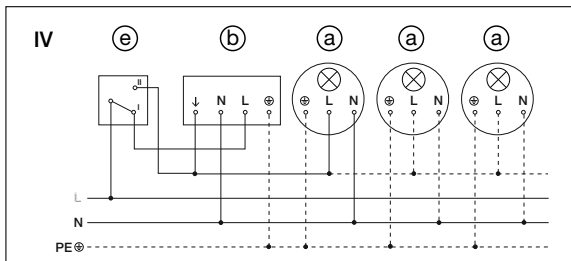 IV e b a a a
II
I
↓ N L ⏚ ⏚ L N ⏚ L N ⏚ L N
L
N
PE ⏚